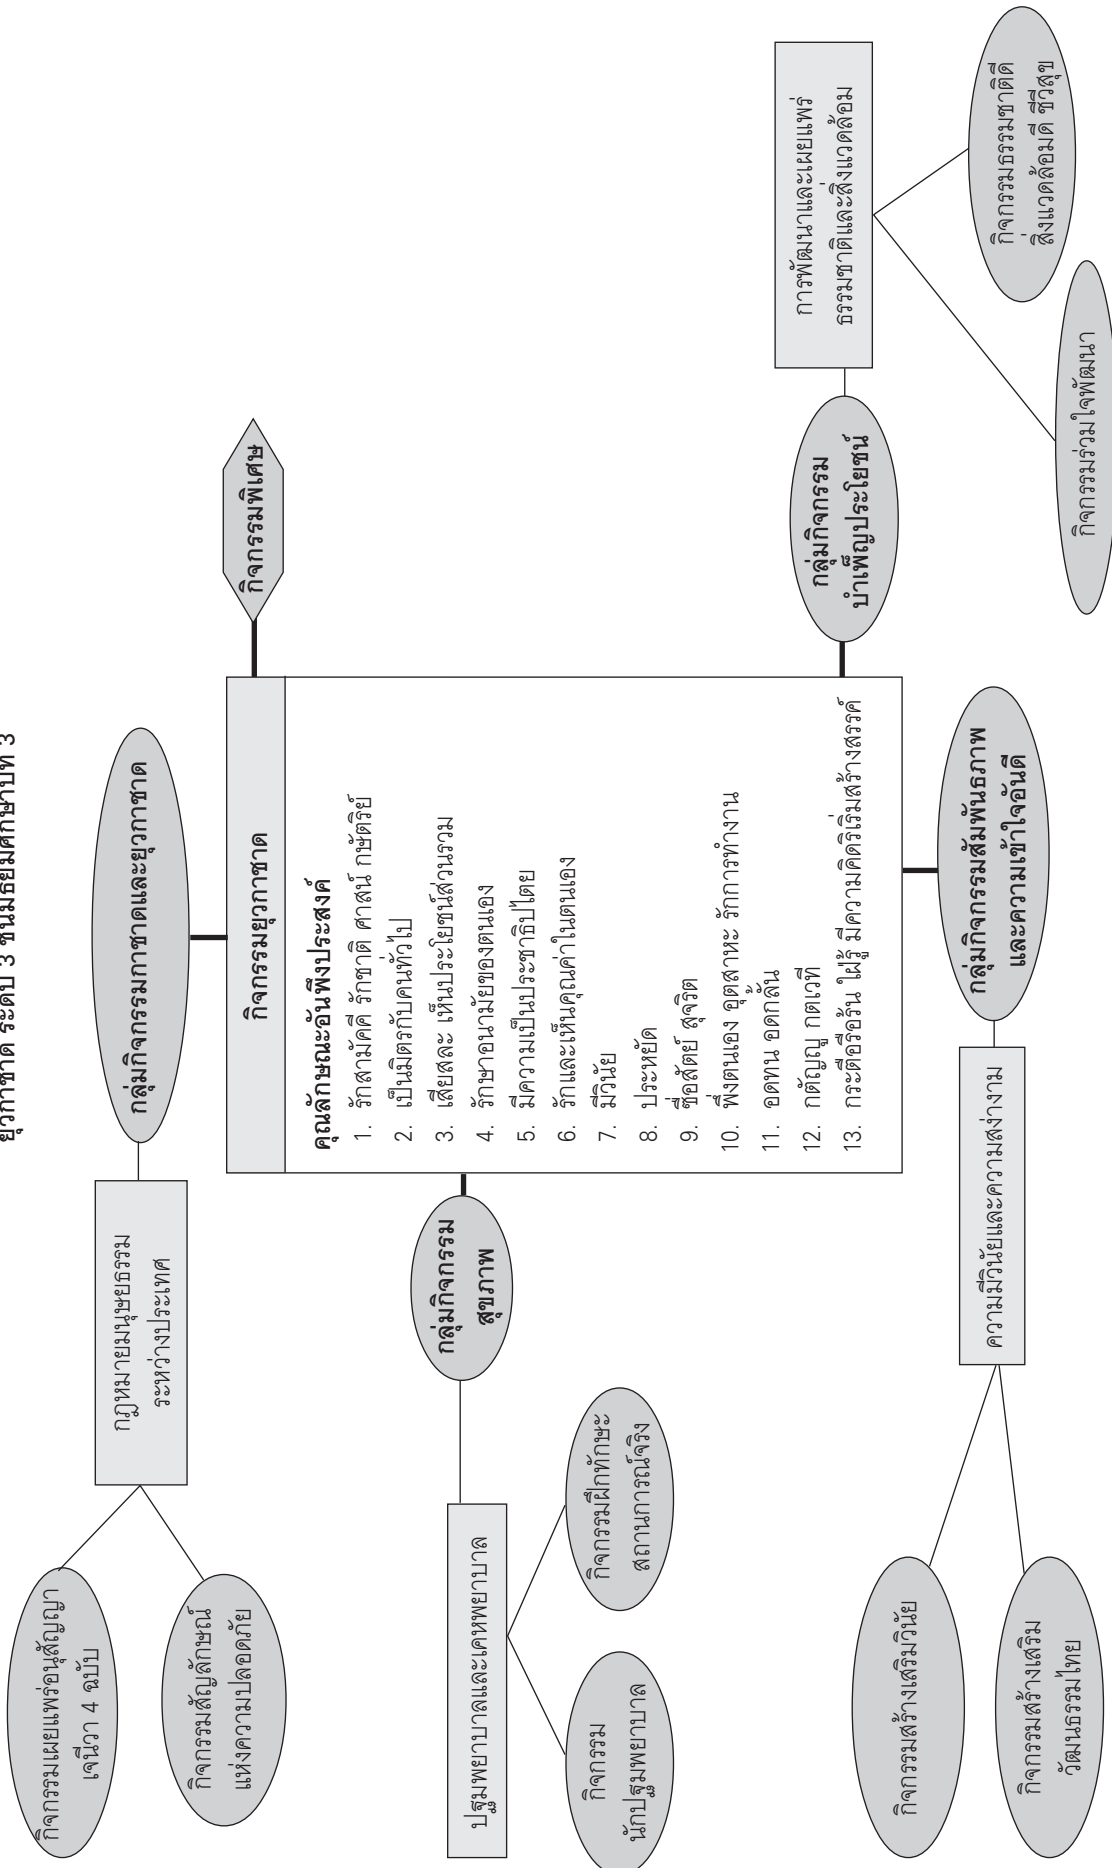 ยุวกาชาด ระดับ 3 ชั้นมัธยมศึกษาปีที่ 3
กลุ่มกิจกรรมกาชาดและยุวกาชาด
กฎหมายมนุษยธรรม
ระหว่างประเทศ
กิจกรรมเผยแพร่อนุสัญญา
เจนีวา 4 ฉบับ
กิจกรรมสัญลักษณ์
แห่งความปลอดภัย
กิจกรรมพิเศษ
กิจกรรมยุวกาชาด
คุณลักษณะอันพึงประสงค์
1. รักสามัคคี รักชาติ ศาสน์ กษัตริย์
2. เป็นมิตรกับคนทั่วไป
3. เสียสละ เห็นประโยชน์ส่วนรวม
4. รักษาอนามัยของตนเอง
5. มีความเป็นประชาธิปไตย
6. รักและเห็นคุณค่าในตนเอง
7. มีวินัย
8. ประหยัด
9. ซื่อสัตย์ สุจริต
10. พึ่งตนเอง อุตสาหะ รักการทำงาน
11. อดทน อดกลั้น
12. กตัญญู กตเวที
13. กระตือรือร้น ใฝ่รู้ มีความคิดริเริ่มสร้างสรรค์
กลุ่มกิจกรรม
สุขภาพ
ปฐมพยาบาลและเคหพยาบาล
กิจกรรม
นักปฐมพยาบาล
กิจกรรมฝึกทักษะ
สถานการณ์จริง
กลุ่มกิจกรรม
บำเพ็ญประโยชน์
การพัฒนาและเผยแพร่
ธรรมชาติและสิ่งแวดล้อม
กิจกรรมร่วมใจพัฒนา
กิจกรรมธรรมชาติดี
สิ่งแวดล้อมดี ชีวีสุข
กลุ่มกิจกรรมสัมพันธภาพ
และความเข้าใจอันดี
ความมีวินัยและความสง่างาม
กิจกรรมสร้างเสริมวินัย
กิจกรรมสร้างเสริม
วัฒนธรรมไทย